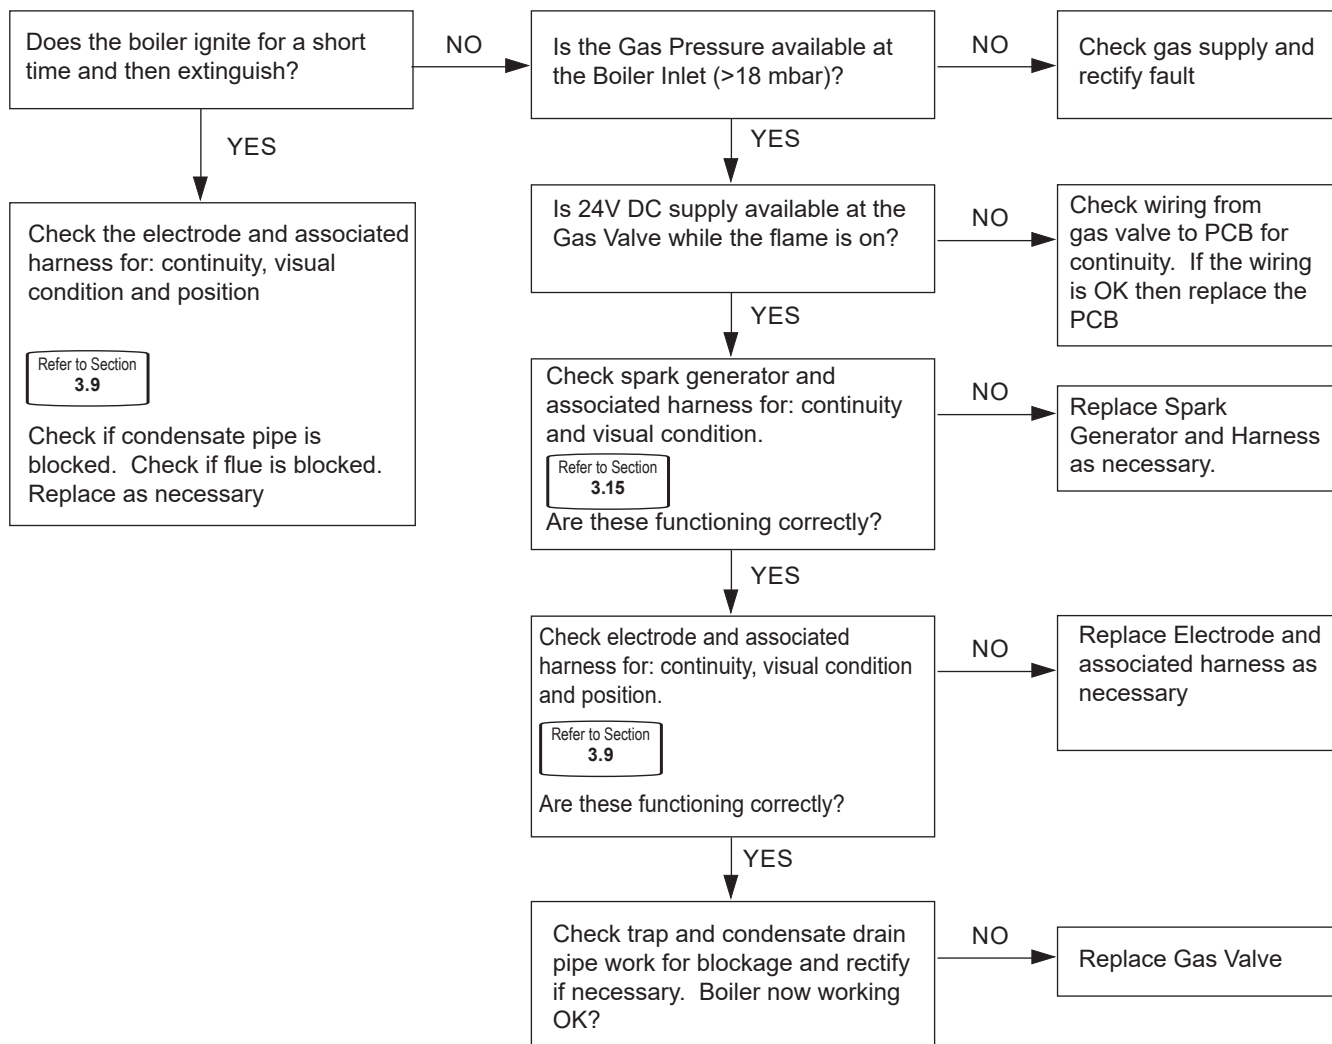 Does the boiler ignite for a short
time and then extinguish?
NO
Is the Gas Pressure available at
the Boiler Inlet (>18 mbar)?
NO
Check gas supply and
rectify fault
YES
YES
Check the electrode and associated
harness for: continuity, visual
condition and position
Refer to Section
3.9
Check if condensate pipe is
blocked.  Check if flue is blocked.
Replace as necessary
Is 24V DC supply available at the
Gas Valve while the flame is on?
NO
Check wiring from
gas valve to PCB for
continuity.  If the wiring
is OK then replace the
PCB
YES
Check spark generator and
associated harness for: continuity
and visual condition.
Refer to Section
3.15
Are these functioning correctly?
NO
Replace Spark
Generator and Harness
as necessary.
YES
Check electrode and associated
harness for: continuity, visual condition
and position.
Refer to Section
3.9
Are these functioning correctly?
NO
Replace Electrode and
associated harness as
necessary
YES
Check trap and condensate drain
pipe work for blockage and rectify
if necessary.  Boiler now working
OK?
NO
Replace Gas Valve